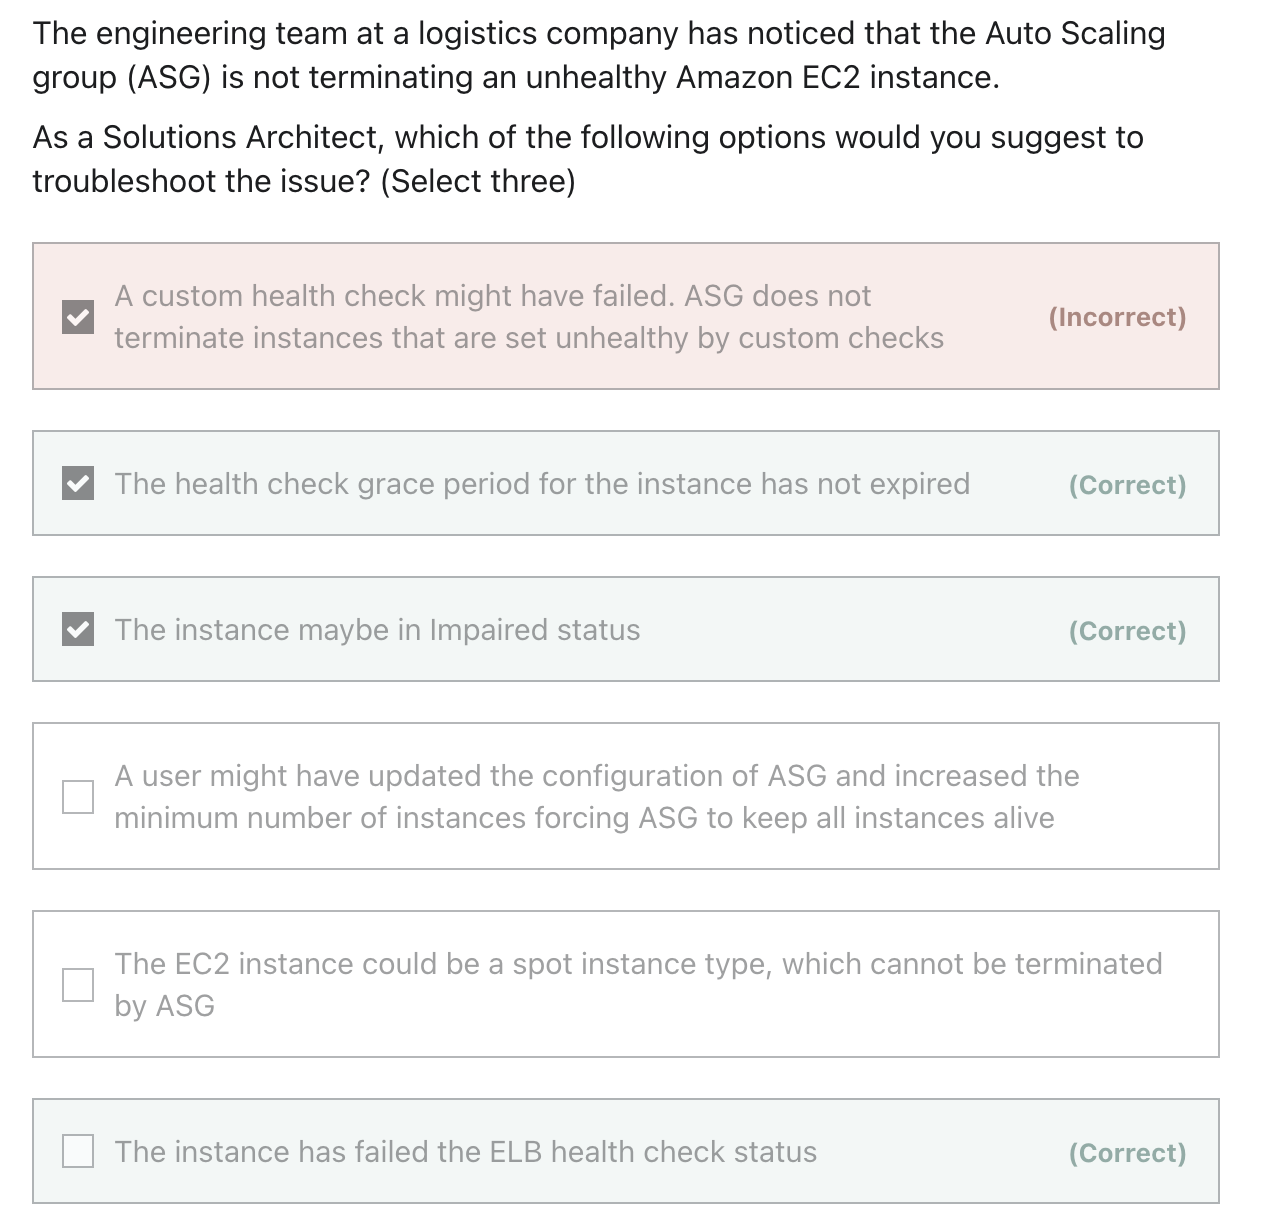 The engineering team at a logistics company has noticed that the Auto Scaling
group (ASG) is not terminating an unhealthy Amazon EC2 instance.
As a Solutions Architect, which of the following options would you suggest to
troubleshoot the issue? (Select three)
A custom health check might have failed. ASG does not
terminate instances that are set unhealthy by custom checks
(Incorrect)
The health check grace period for the instance has not expired
(Correct)
The instance maybe in Impaired status
(Correct)
A user might have updated the configuration of ASG and increased the
minimum number of instances forcing ASG to keep all instances alive
The EC2 instance could be a spot instance type, which cannot be terminated
by ASG
The instance has failed the ELB health check status
(Correct)